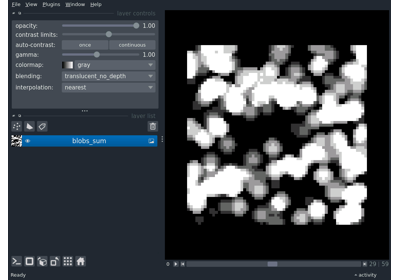 File View Plugins Window Help
layer controls
opacity: 1.00
contrast limits:
auto-contrast: once continuous
gamma: 1.00
colormap: gray
blending: translucent_no_depth
interpolation: nearest
layer list
blobs_sum
29 59
Ready
activity